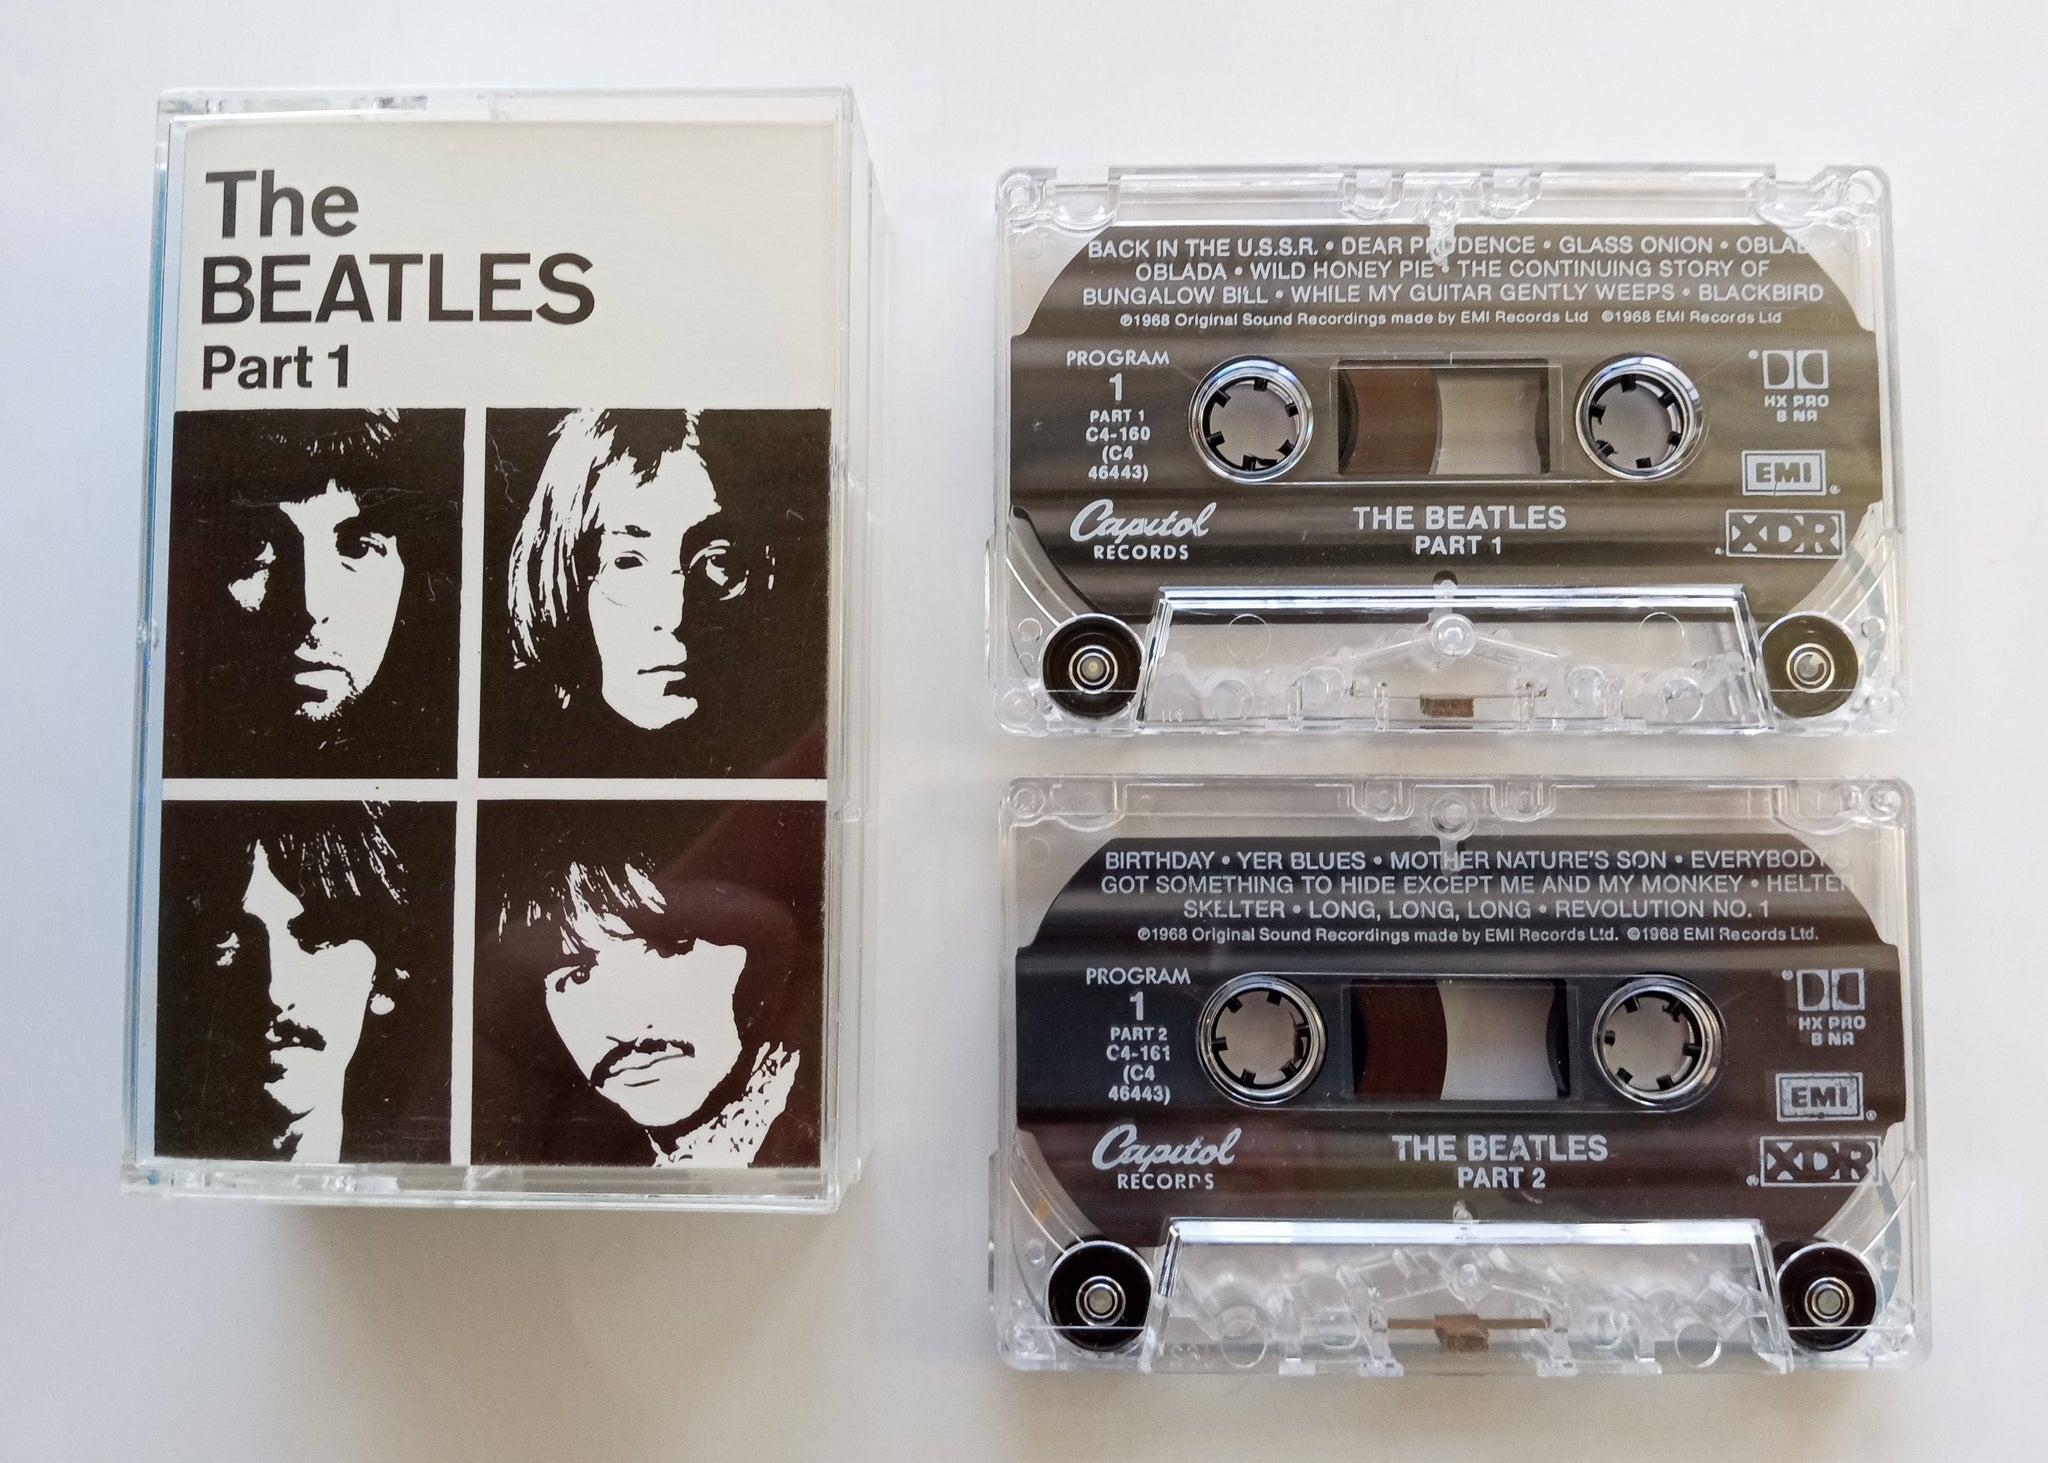 The
BEATLES
Part 1
BACK IN THE U.S.S.R. • DEAR PRUDENCE • GLASS ONION • OBLADI
OBLADA • WILD HONEY PIE • THE CONTINUING STORY OF
BUNGALOW BILL • WHILE MY GUITAR GENTLY WEEPS • BLACKBIRD
℗1968 Original Sound Recordings made by EMI Records Ltd ©1968 EMI Records Ltd
PROGRAM
1
PART 1
C4-160
(C4
46443)
Capitol
RECORDS
THE BEATLES
PART 1
HX PRO
B NR
EMI
XDR
BIRTHDAY • YER BLUES • MOTHER NATURE'S SON • EVERYBODY'S
GOT SOMETHING TO HIDE EXCEPT ME AND MY MONKEY • HELTER
SKELTER • LONG, LONG, LONG • REVOLUTION NO. 1
℗1968 Original Sound Recordings made by EMI Records Ltd. ©1968 EMI Records Ltd.
PROGRAM
1
PART 2
C4-161
(C4
46443)
Capitol
RECORDS
THE BEATLES
PART 2
HX PRO
B NR
EMI
XDR